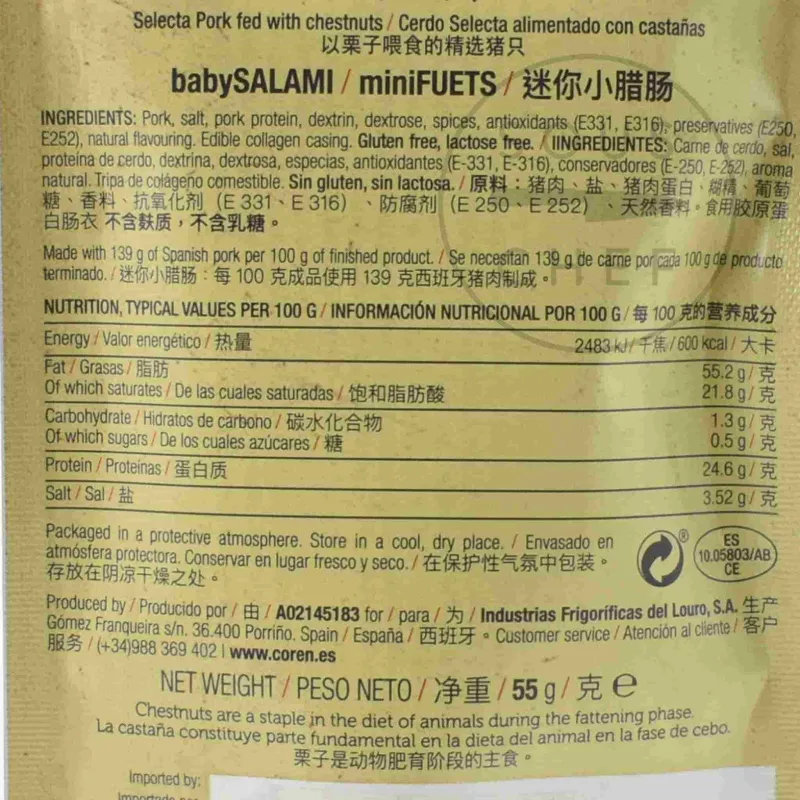 Selecta Pork fed with chestnuts / Cerdo Selecta alimentado con castañas
以栗子喂食的精选猪只
babySALAMI / miniFUETS / 迷你小腊肠
INGREDIENTS: Pork, salt, pork protein, dextrin, dextrose, spices, antioxidants (E331, E316), preservatives (E250,
E252), natural flavouring. Edible collagen casing. Gluten free, lactose free. / IINGREDIENTES: Carne de cerdo, sal,
proteína de cerdo, dextrina, dextrosa, especias, antioxidantes (E-331, E-316), conservadores (E-250, E-252), aroma
natural. Tripa de colágeno comestible. Sin gluten, sin lactosa. / 原料：猪肉、盐、猪肉蛋白、糊精、葡萄
糖、香料、抗氧化剂（E 331、E 316）、防腐剂（E 250、E 252）、天然香料。食用胶原蛋
白肠衣 不含麸质，不含乳糖。
Made with 139 g of Spanish pork per 100 g of finished product. / Se necesitan 139 g de carne por cada 100 g de producto
terminado. / 迷你小腊肠：每 100 克成品使用 139 克西班牙猪肉制成。
CHEF
NUTRITION, TYPICAL VALUES PER 100 G / INFORMACIÓN NUTRICIONAL POR 100 G / 每 100 克的营养成分
Energy / Valor energético / 热量 2483 kJ / 千焦 / 600 kcal / 大卡
Fat / Grasas / 脂肪 55.2 g / 克
Of which saturates / De las cuales saturadas / 饱和脂肪酸 21.8 g / 克
Carbohydrate / Hidratos de carbono / 碳水化合物 1.3 g / 克
Of which sugars / De los cuales azúcares / 糖 0.5 g / 克
Protein / Proteínas / 蛋白质 24.6 g / 克
Salt / Sal / 盐 3.52 g / 克
Packaged in a protective atmosphere. Store in a cool, dry place. / Envasado en
atmósfera protectora. Conservar en lugar fresco y seco. / 在保护性气氛中包装。
存放在阴凉干燥之处。
®
ES
10.05803/AB
CE
Produced by / Producido por / 由 / A02145183 for / para / 为 / Industrias Frigoríficas del Louro, S.A. 生产
Gómez Franqueira s/n. 36.400 Porriño. Spain / España / 西班牙。Customer service / Atención al cliente / 客户
服务 / (+34)988 369 402 | www.coren.es
NET WEIGHT / PESO NETO / 净重 / 55 g / 克 ℮
Chestnuts are a staple in the diet of animals during the fattening phase.
La castaña constituye parte fundamental en la dieta del animal en la fase de cebo.
栗子是动物肥育阶段的主食。
Imported by: